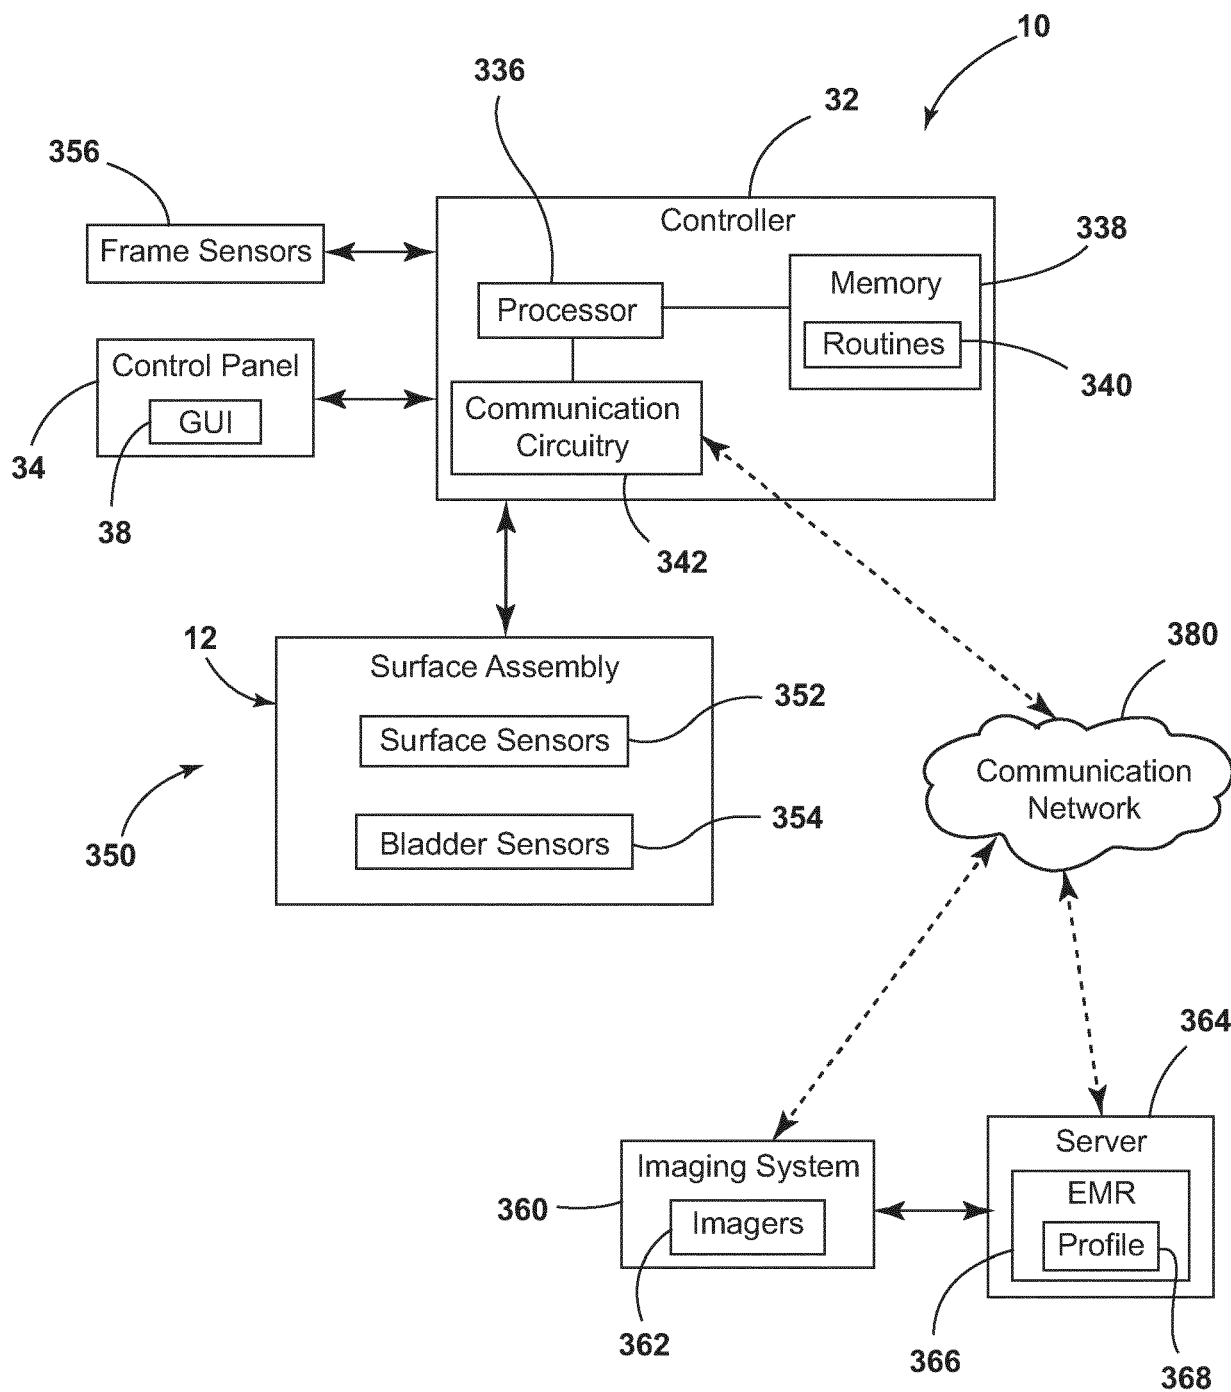 10
336
32
356
Controller
338
Frame Sensors
Memory
Processor
Routines
Control Panel
340
GUI
Communication
Circuitry
34
38
342
12
380
Surface Assembly
352
Surface Sensors
Communication
Network
354
Bladder Sensors
350
364
Server
Imaging System
EMR
360
Imagers
Profile
362
366
368